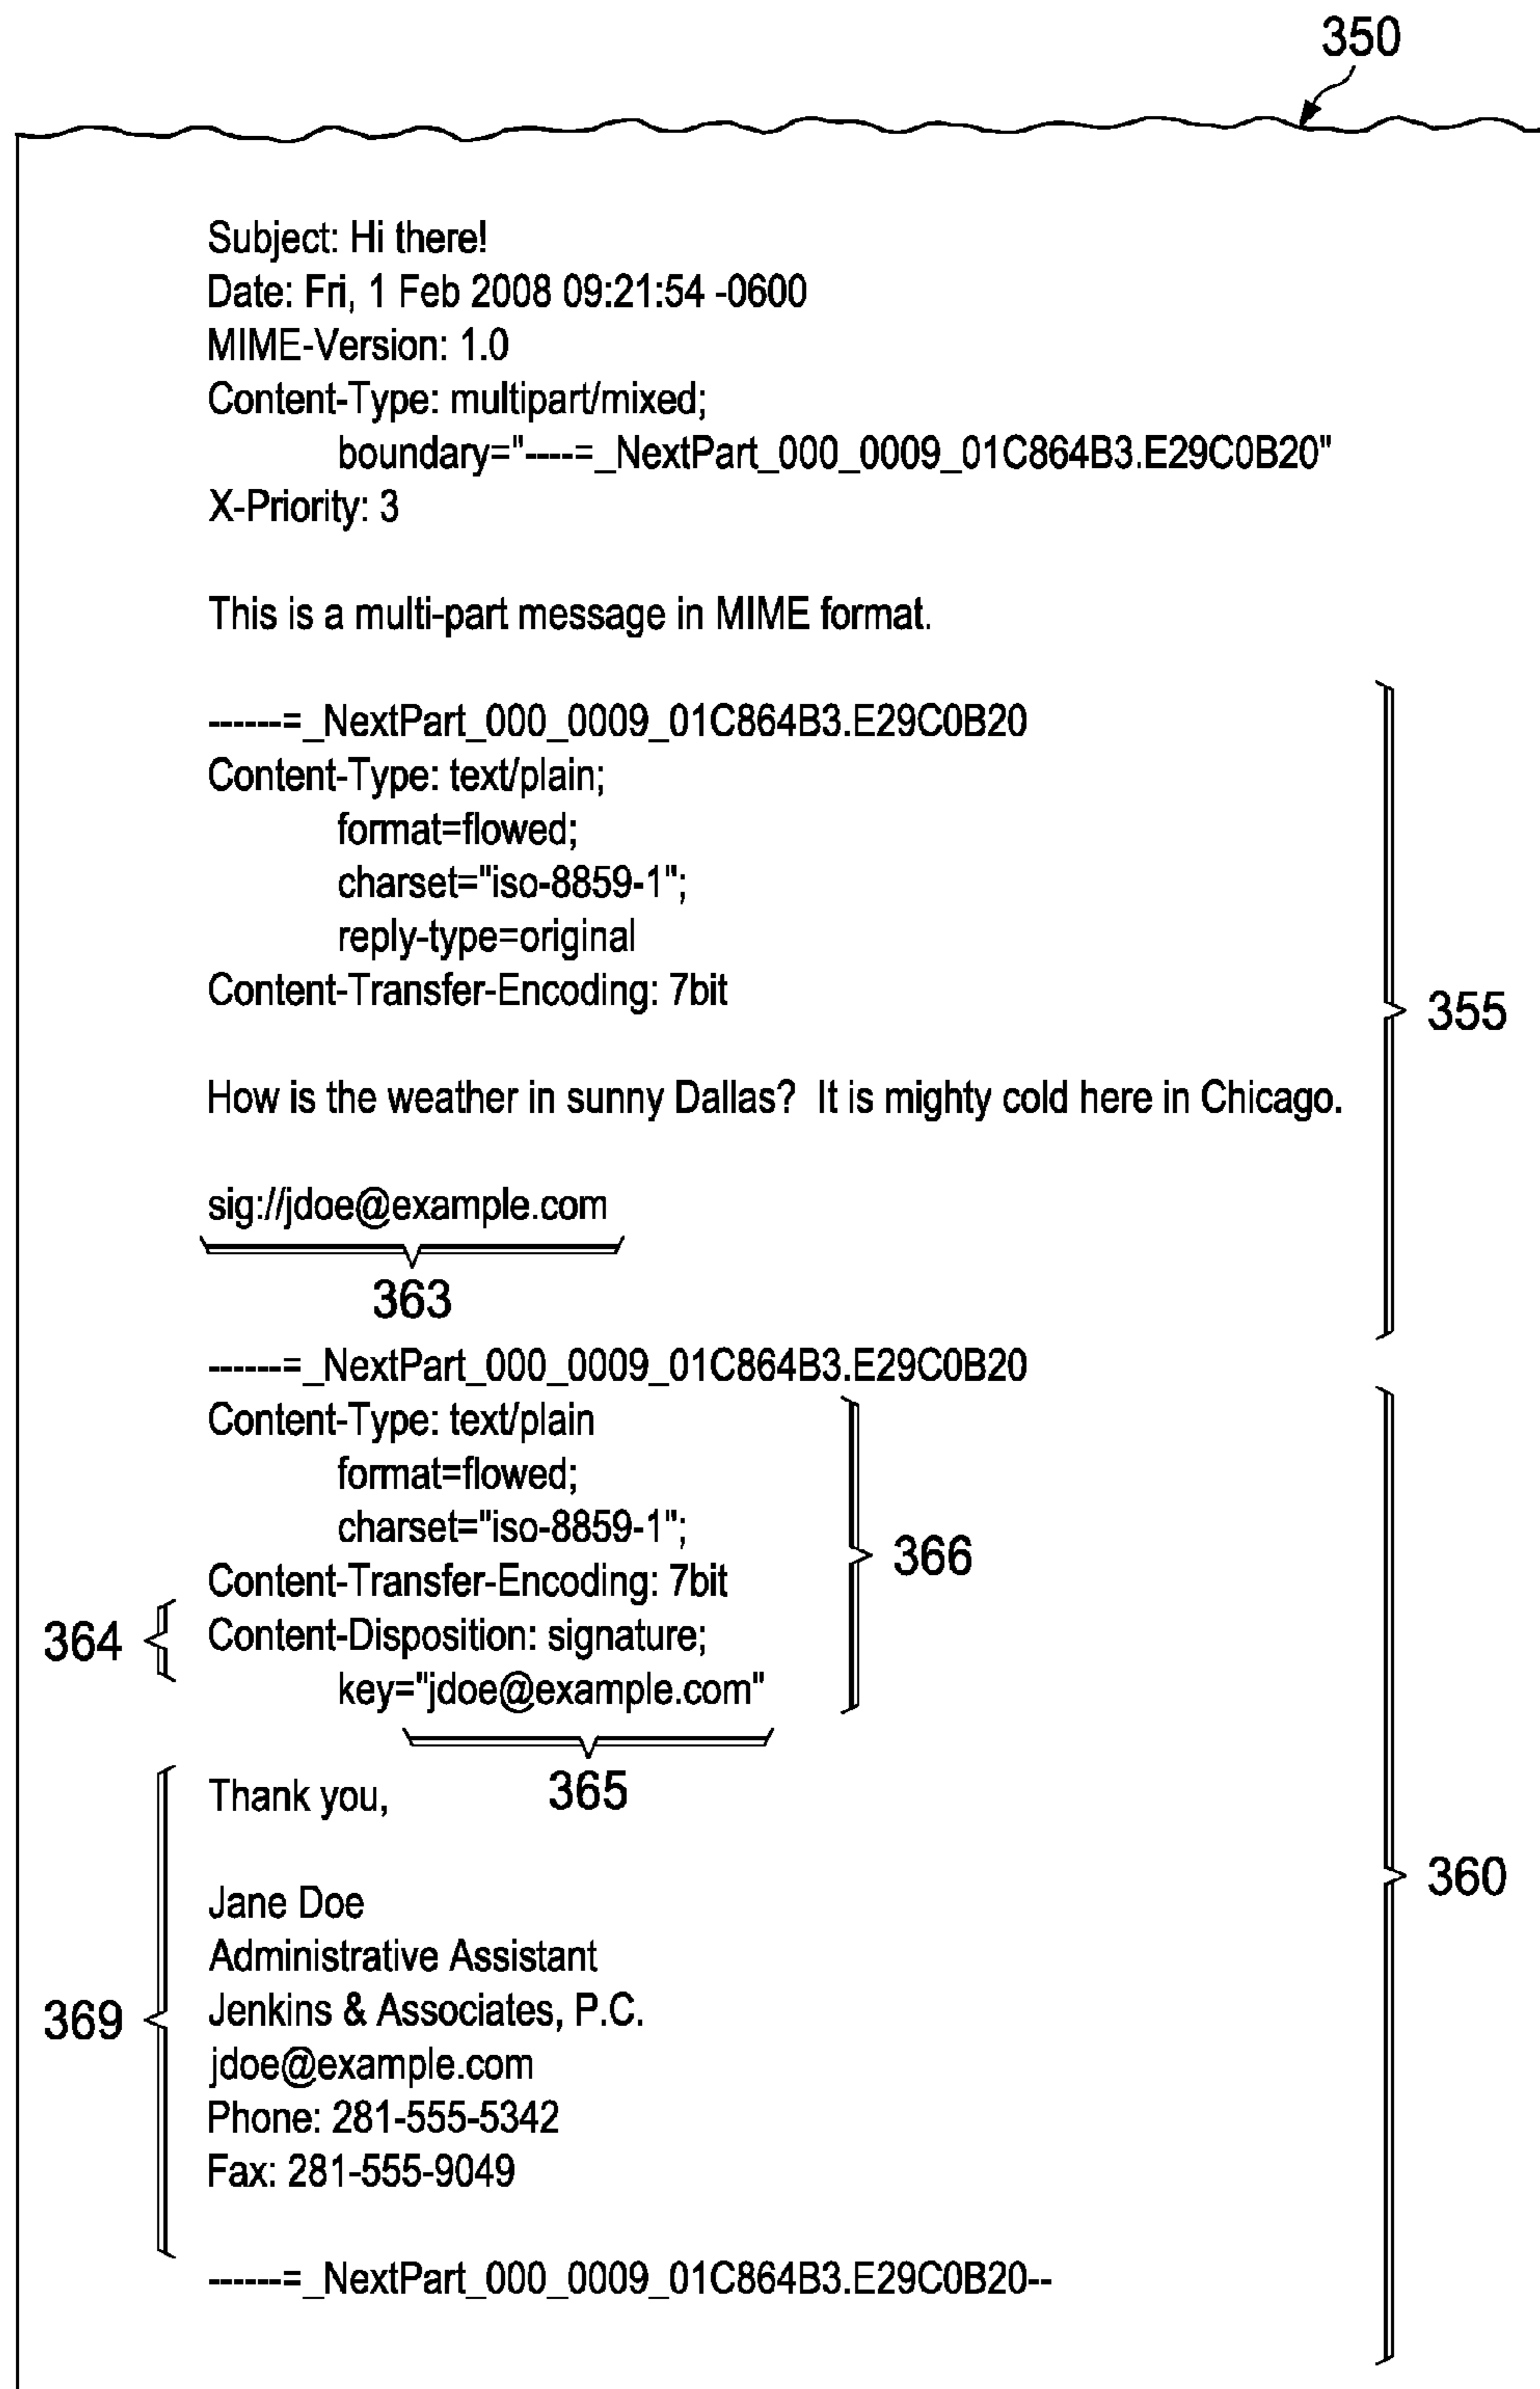 350
Subject: Hi there!
Date: Fri, 1 Feb 2008 09:21:54 -0600
MIME-Version: 1.0
Content-Type: multipart/mixed;
boundary="----=_NextPart_000_0009_01C864B3.E29C0B20"
X-Priority: 3
This is a multi-part message in MIME format.
------=_NextPart_000_0009_01C864B3.E29C0B20
Content-Type: text/plain;
format=flowed;
charset="iso-8859-1";
reply-type=original
Content-Transfer-Encoding: 7bit
355
How is the weather in sunny Dallas?  It is mighty cold here in Chicago.
sig://jdoe@example.com
363
------=_NextPart_000_0009_01C864B3.E29C0B20
Content-Type: text/plain
format=flowed;
charset="iso-8859-1";
366
Content-Transfer-Encoding: 7bit
364
Content-Disposition: signature;
key="jdoe@example.com"
365
Thank you,
360
Jane Doe
Administrative Assistant
369
Jenkins & Associates, P.C.
jdoe@example.com
Phone: 281-555-5342
Fax: 281-555-9049
------=_NextPart_000_0009_01C864B3.E29C0B20--